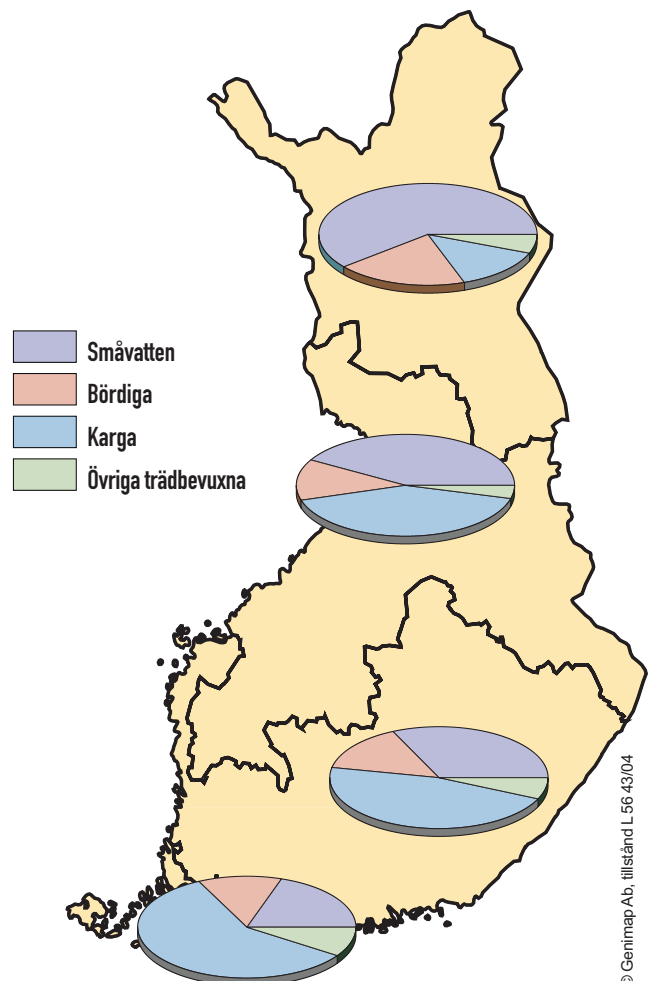 Småvatten
Bördiga
Karga
Övriga trädbevuxna
© Genimap Ab, tillstånd L 56 43/04